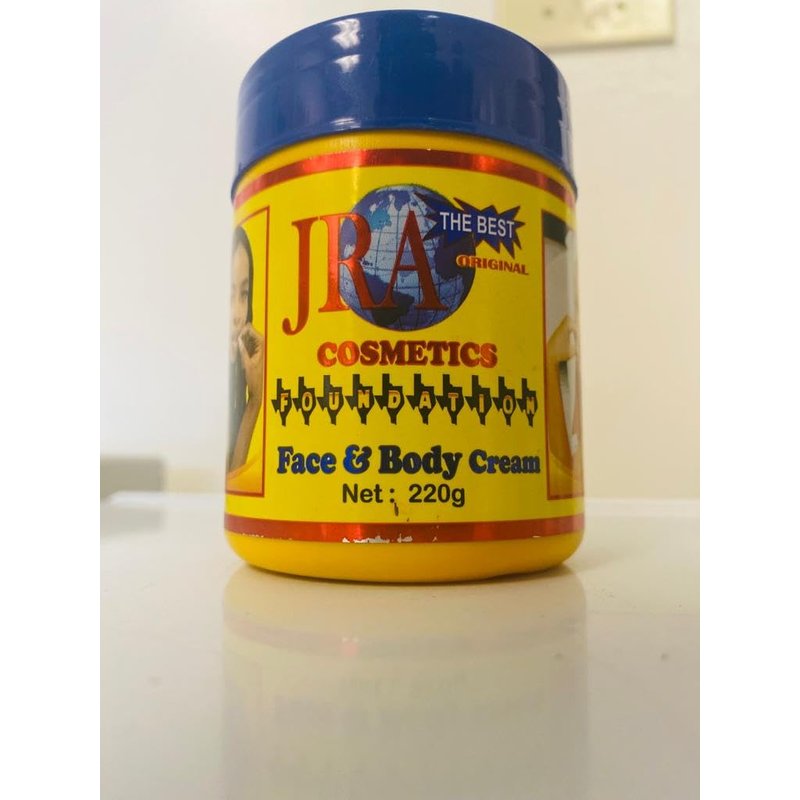 JRA
THE BEST
ORIGINAL
COSMETICS
FOUNDATION
Face & Body Cream
Net : 220g